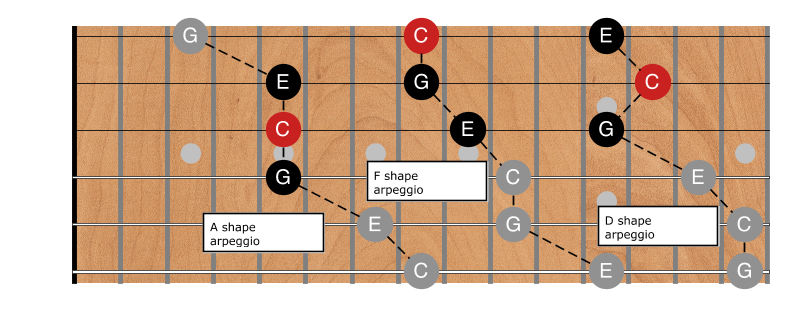 G C E
E G C
C E G
G C E
F shape
arpeggio
A shape
arpeggio
E G C
D shape
arpeggio
C E G